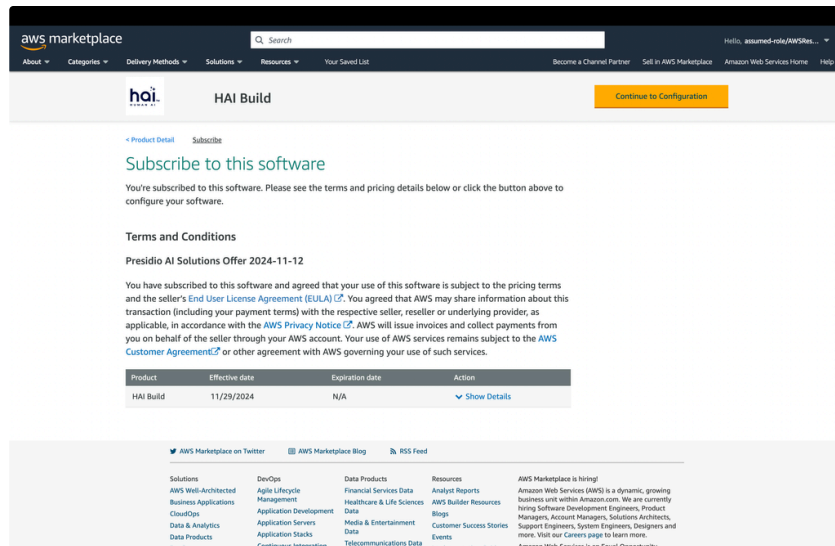 aws marketplace
Search
Hello, assumed-role/AWSRes...
About
Categories
Delivery Methods
Solutions
Resources
Your Saved List
Become a Channel Partner
Sell in AWS Marketplace
Amazon Web Services Home
Help
hai
HUMAN AI
HAI Build
Continue to Configuration
< Product Detail
Subscribe
Subscribe to this software
You're subscribed to this software. Please see the terms and pricing details below or click the button above to
configure your software.
Terms and Conditions
Presidio AI Solutions Offer 2024-11-12
You have subscribed to this software and agreed that your use of this software is subject to the pricing terms
and the seller's End User License Agreement (EULA). You agreed that AWS may share information about this
transaction (including your payment terms) with the respective seller, reseller or underlying provider, as
applicable, in accordance with the AWS Privacy Notice. AWS will issue invoices and collect payments from
you on behalf of the seller through your AWS account. Your use of AWS services remains subject to the AWS
Customer Agreement or other agreement with AWS governing your use of such services.
Product Effective date Expiration date Action
HAI Build 11/29/2024 N/A Show Details
AWS Marketplace on Twitter
AWS Marketplace Blog
RSS Feed
Solutions
AWS Well-Architected
Business Applications
CloudOps
Data & Analytics
Data Products
DevOps
Agile Lifecycle
Management
Application Development
Application Servers
Application Stacks
Continuous Integration
Data Products
Financial Services Data
Healthcare & Life Sciences
Data
Media & Entertainment
Data
Telecommunications Data
Resources
Analyst Reports
AWS Builder Resources
Blogs
Customer Success Stories
Events
AWS Marketplace is hiring!
Amazon Web Services (AWS) is a dynamic, growing
business unit within Amazon.com. We are currently
hiring Software Development Engineers, Product
Managers, Account Managers, Solutions Architects,
Support Engineers, System Engineers, Designers and
more. Visit our Careers page to learn more.
Amazon Web Services is an Equal Opportunity